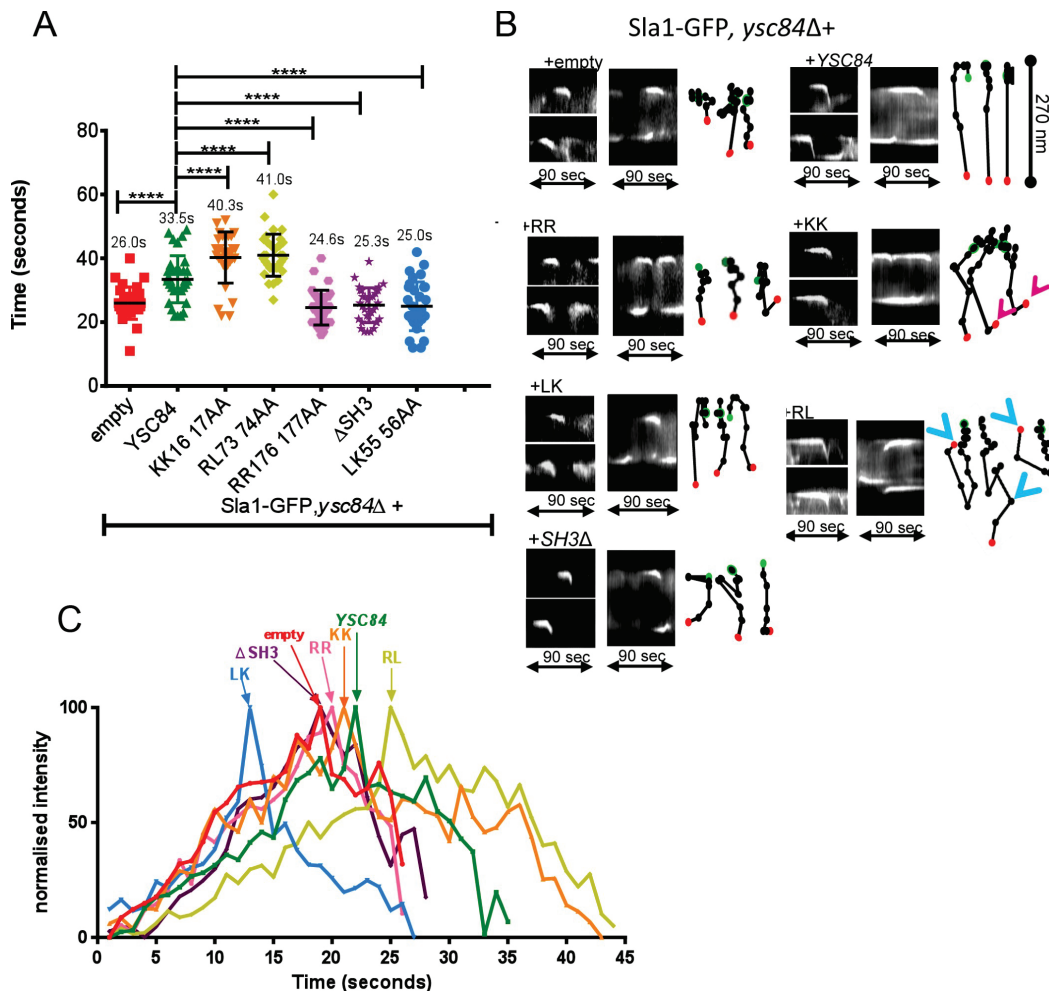 A
****
****
****
****
****
****
80
60
40
20
0
Time (seconds)
26.0s
33.5s
40.3s
41.0s
24.6s
25.3s
25.0s
empty
YSC84
KK16 17AA
RL73 74AA
RR176 177AA
ΔSH3
LK55 56AA
Sla1-GFP,ysc84Δ +
B
Sla1-GFP, ysc84Δ+
+empty
90 sec
90 sec
+YSC84
90 sec
90 sec
270 nm
+RR
90 sec
90 sec
+KK
90 sec
90 sec
+LK
90 sec
90 sec
+RL
90 sec
90 sec
+SH3Δ
90 sec
90 sec
C
LK
ΔSH3
empty
RR
KK
YSC84
RL
100
50
0
normalised intensity
0 5 10 15 20 25 30 35 40 45
Time (seconds)